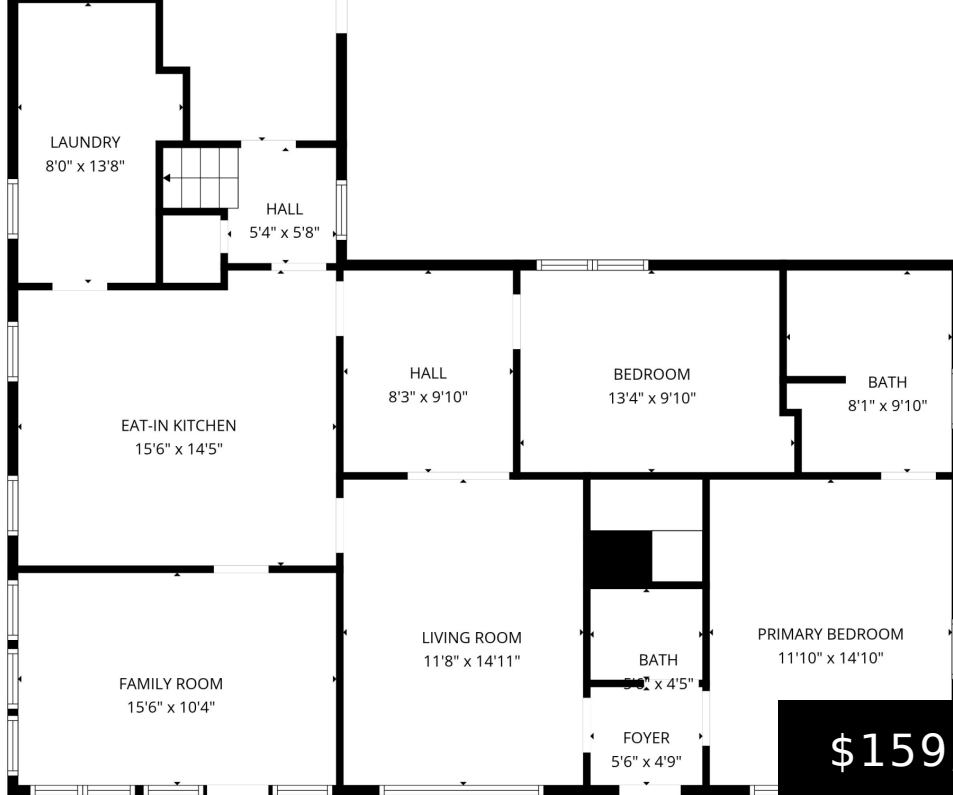 LAUNDRY
8'0" x 13'8"
HALL
5'4" x 5'8"
HALL
8'3" x 9'10"
BEDROOM
13'4" x 9'10"
BATH
8'1" x 9'10"
EAT-IN KITCHEN
15'6" x 14'5"
LIVING ROOM
11'8" x 14'11"
PRIMARY BEDROOM
11'10" x 14'10"
BATH
x 4'5"
FAMILY ROOM
15'6" x 10'4"
FOYER
5'6" x 4'9"
$159